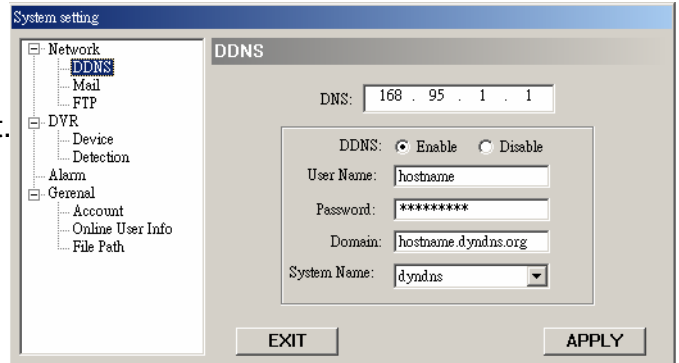 System setting
Network
DDNS
Mail
FTP
DVR
Device
Detection
Alarm
Gerenal
Account
Online User Info
File Path
DDNS
DNS: 168 . 95 . 1 . 1
DDNS: Enable Disable
User Name: hostname
Password: *********
Domain: hostname.dyndns.org
System Name: dyndns
EXIT APPLY